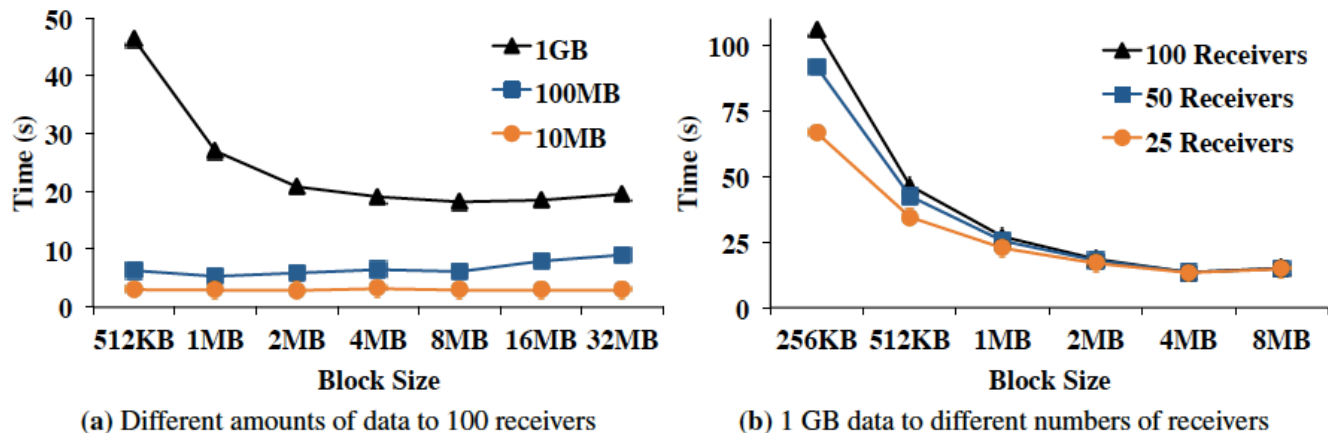 50
40
30
20
10
0
Time (s)
1GB
100MB
10MB
512KB 1MB 2MB 4MB 8MB 16MB 32MB
Block Size
(a) Different amounts of data to 100 receivers
100
75
50
25
0
Time (s)
100 Receivers
50 Receivers
25 Receivers
256KB 512KB 1MB 2MB 4MB 8MB
Block Size
(b) 1 GB data to different numbers of receivers